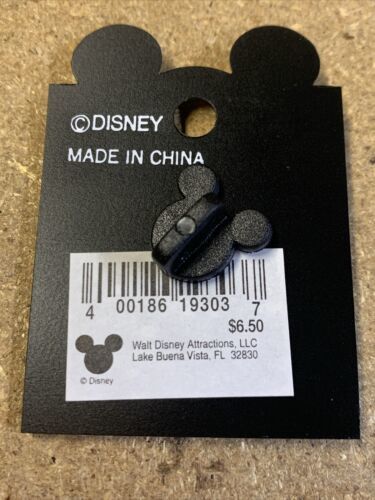 ©DISNEY
MADE IN CHINA
4 00186 19303 7
$6.50
Walt Disney Attractions, LLC
Lake Buena Vista, FL 32830
© Disney